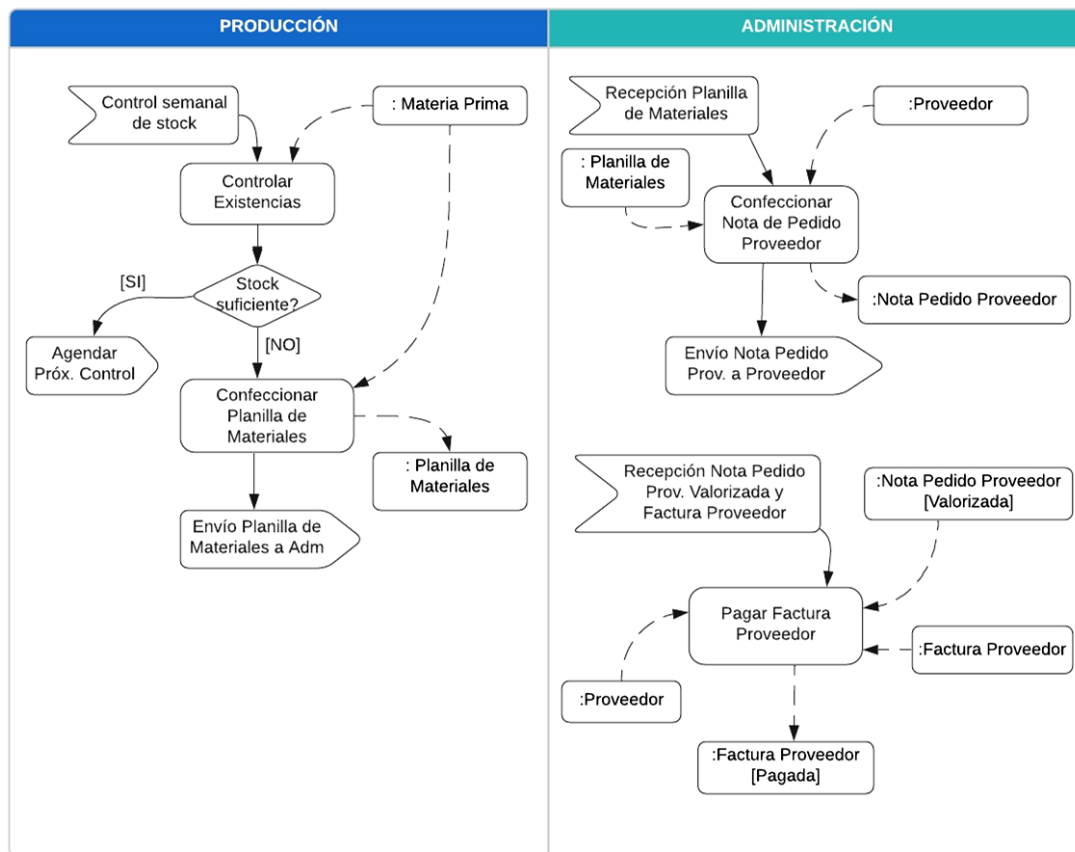 PRODUCCIÓN
Control semanal
de stock
: Materia Prima
Controlar
Existencias
[SI]
Stock
suficiente?
[NO]
Agendar
Próx. Control
Confeccionar
Planilla de
Materiales
: Planilla de
Materiales
Envío Planilla de
Materiales a Adm
ADMINISTRACIÓN
Recepción Planilla
de Materiales
:Proveedor
: Planilla de
Materiales
Confeccionar
Nota de Pedido
Proveedor
:Nota Pedido Proveedor
Envío Nota Pedido
Prov. a Proveedor
Recepción Nota Pedido
Prov. Valorizada y
Factura Proveedor
:Nota Pedido Proveedor
[Valorizada]
Pagar Factura
Proveedor
:Factura Proveedor
:Proveedor
:Factura Proveedor
[Pagada]